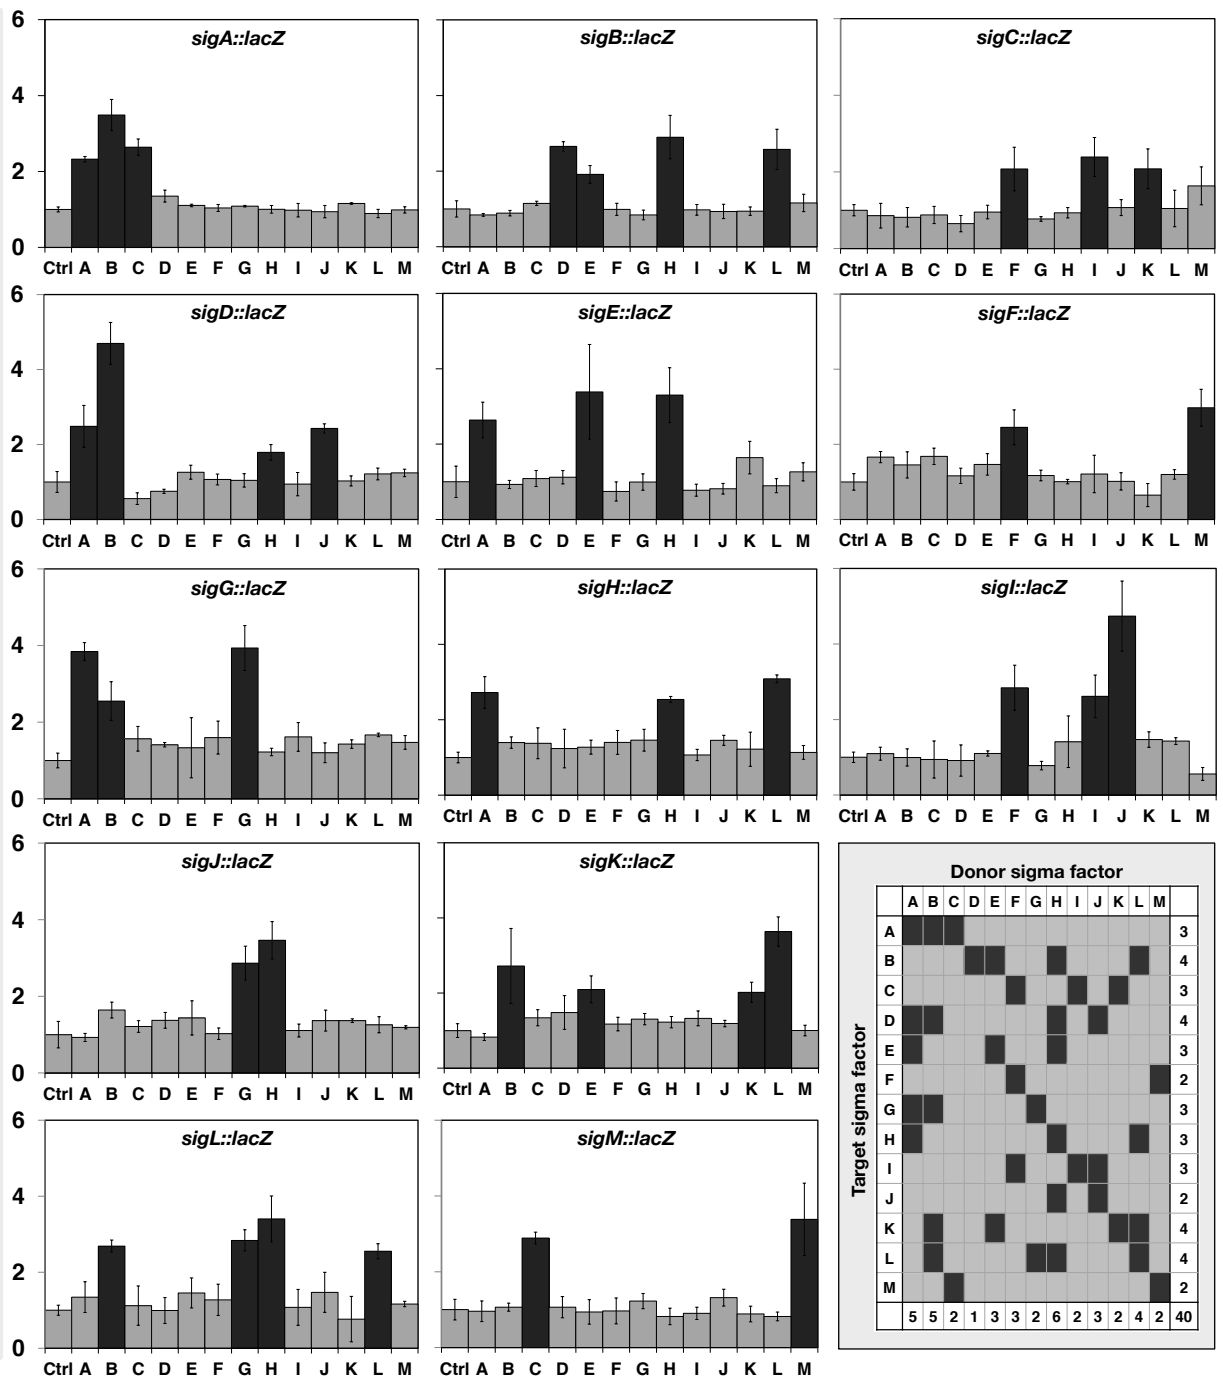 6
4
2
0
sigA::lacZ
Ctrl A B C D E F G H I J K L M
sigB::lacZ
Ctrl A B C D E F G H I J K L M
sigC::lacZ
Ctrl A B C D E F G H I J K L M
6
4
2
0
sigD::lacZ
Ctrl A B C D E F G H I J K L M
sigE::lacZ
Ctrl A B C D E F G H I J K L M
sigF::lacZ
Ctrl A B C D E F G H I J K L M
6
4
2
0
sigG::lacZ
Ctrl A B C D E F G H I J K L M
sigH::lacZ
Ctrl A B C D E F G H I J K L M
sigI::lacZ
Ctrl A B C D E F G H I J K L M
6
4
2
0
sigJ::lacZ
Ctrl A B C D E F G H I J K L M
sigK::lacZ
Ctrl A B C D E F G H I J K L M
6
4
2
0
sigL::lacZ
Ctrl A B C D E F G H I J K L M
sigM::lacZ
Ctrl A B C D E F G H I J K L M
Donor sigma factor
A B C D E F G H I J K L M
Target sigma factor
A 3
B 4
C 3
D 4
E 3
F 2
G 3
H 3
I 3
J 2
K 4
L 4
M 2
5 5 2 1 3 3 2 6 2 3 2 4 2 40